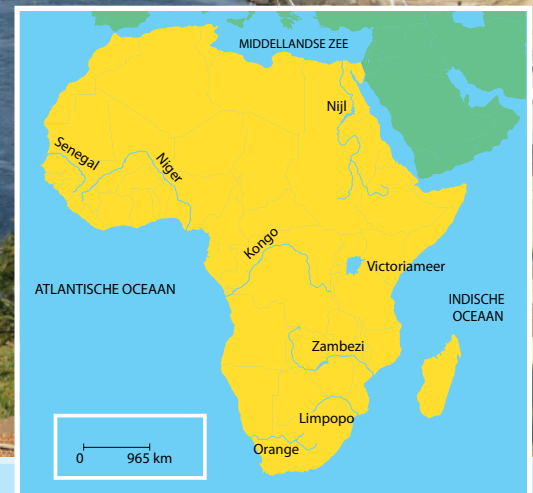 MIDDELLANDSE ZEE
Nijl
Senegal
Niger
Kongo
Victoriameer
ATLANTISCHE OCEAAN
INDISCHE
OCEAAN
Zambezi
Limpopo
Orange
0 965 km